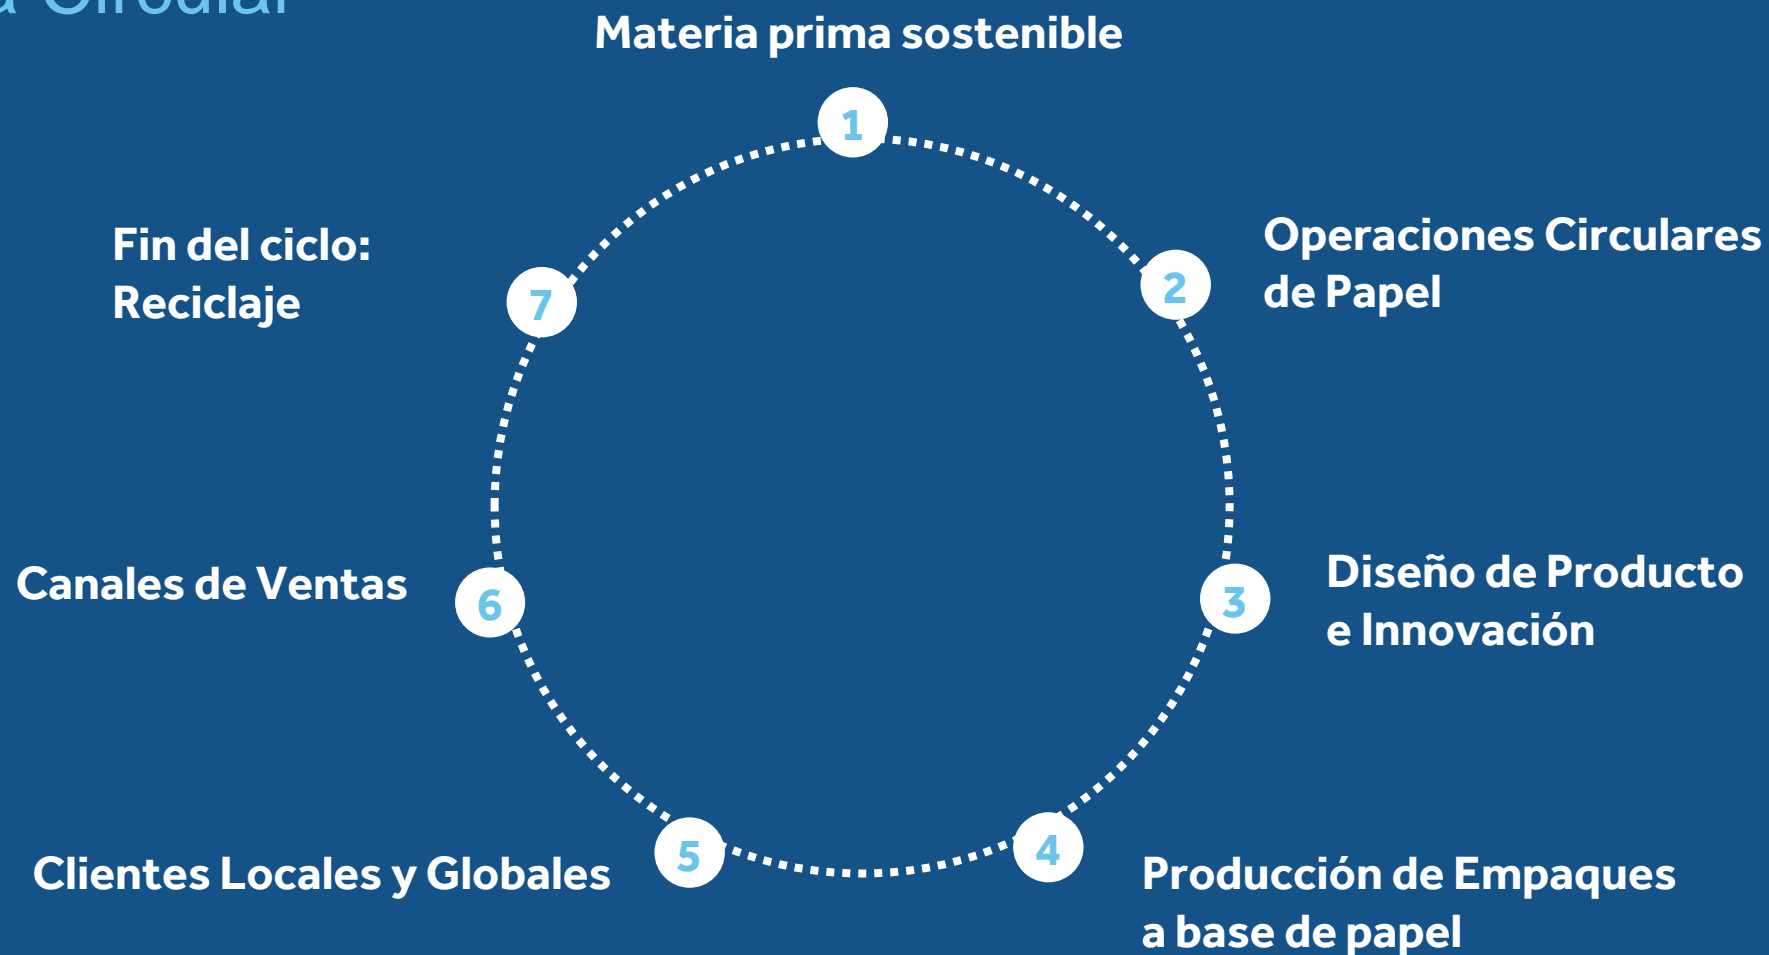 a Circular
Materia prima sostenible
1
Operaciones Circulares
de Papel
2
Diseño de Producto
e Innovación
3
Producción de Empaques
a base de papel
4
Clientes Locales y Globales
5
Canales de Ventas
6
Fin del ciclo:
Reciclaje
7